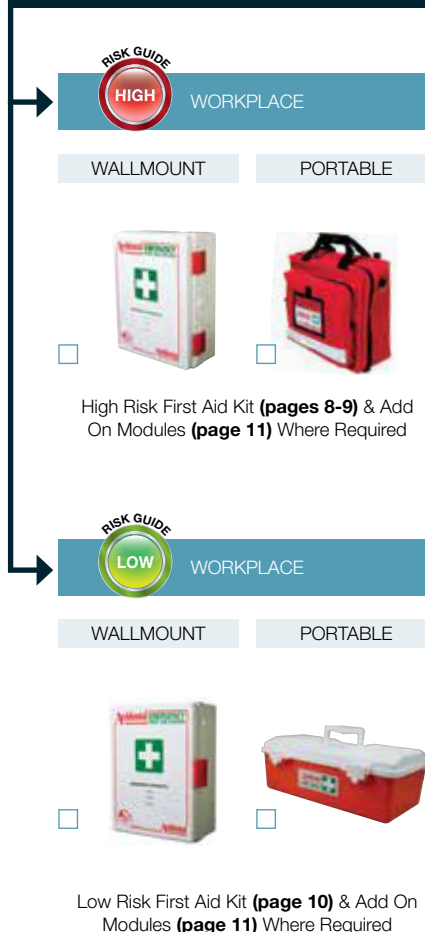 RISK GUIDE
HIGH
WORKPLACE
WALLMOUNT PORTABLE
High Risk First Aid Kit (pages 8-9) & Add
On Modules (page 11) Where Required
RISK GUIDE
LOW
WORKPLACE
WALLMOUNT PORTABLE
EMERGENCY
Low Risk First Aid Kit (page 10) & Add On
Modules (page 11) Where Required